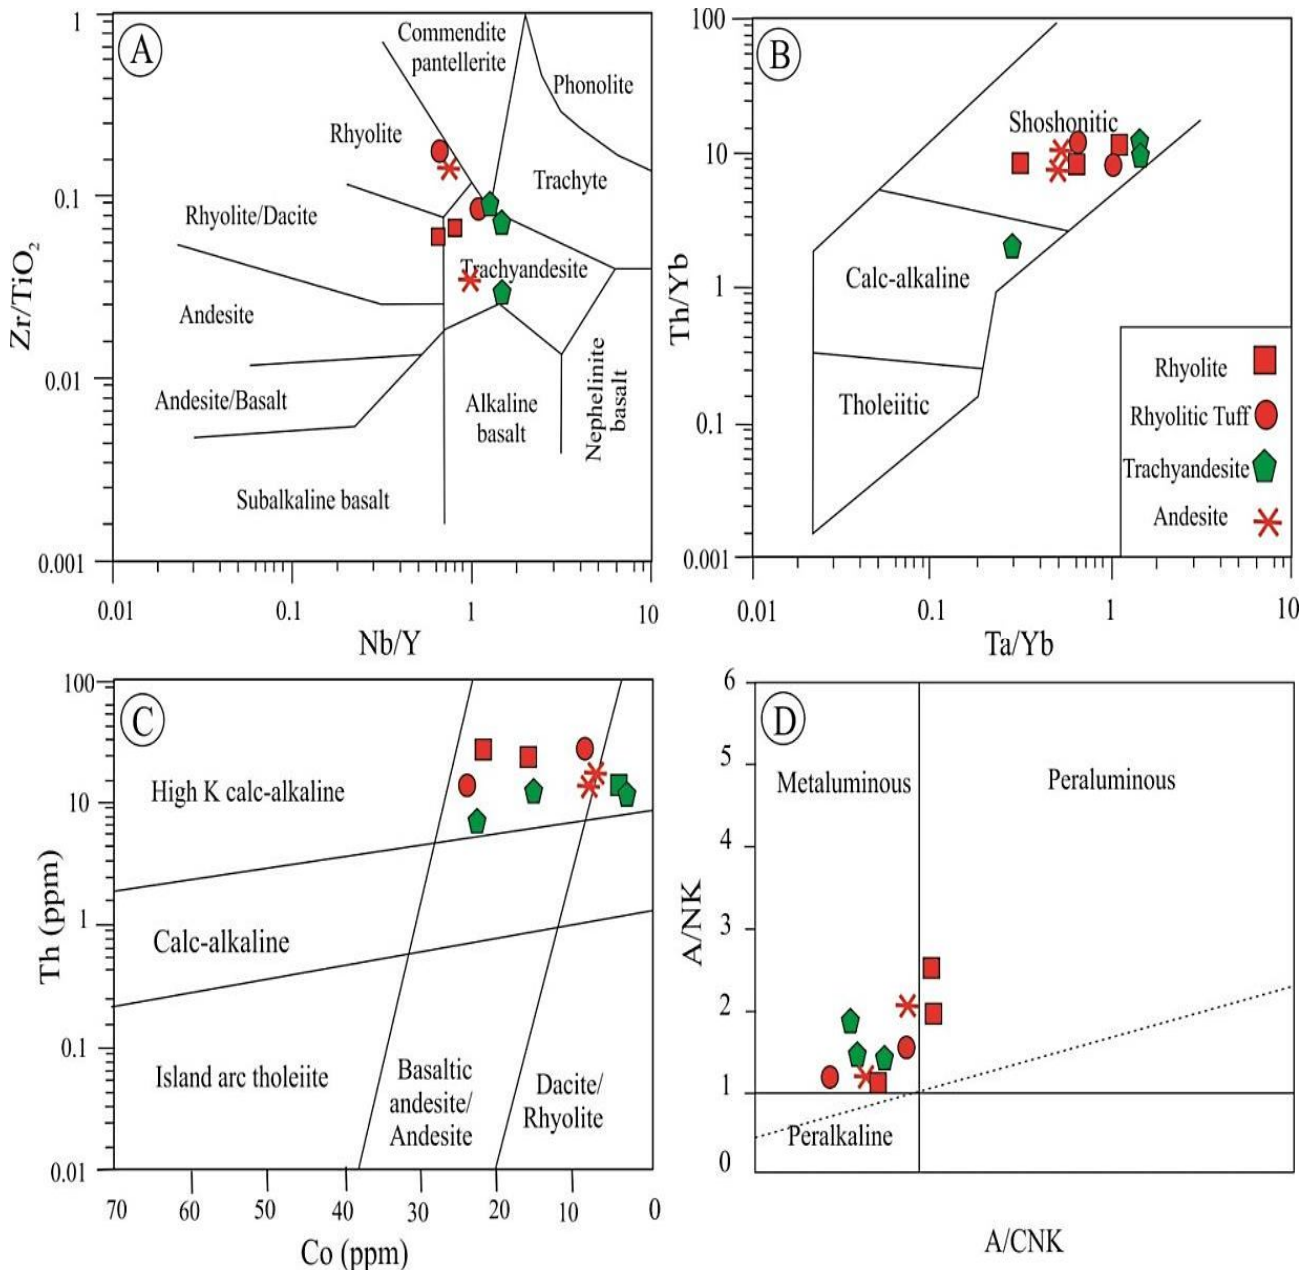 A
1
0.1
0.01
0.001
Zr/TiO2
Commendite
pantellerite
Phonolite
Rhyolite
Trachyte
Rhyolite/Dacite
Trachyandesite
Andesite
Andesite/Basalt
Alkaline
basalt
Nephelinite
basalt
Subalkaline basalt
0.01
0.1
1
10
Nb/Y
B
100
10
1
0.1
0.001
Th/Yb
Shoshonitic
Calc-alkaline
Tholeiitic
Rhyolite
Rhyolitic Tuff
Trachyandesite
Andesite
0.01
0.1
1
10
Ta/Yb
C
100
10
1
0.1
0.01
Th (ppm)
High K calc-alkaline
Calc-alkaline
Island arc tholeiite
Basaltic
andesite/
Andesite
Dacite/
Rhyolite
70
60
50
40
30
20
10
0
Co (ppm)
D
6
5
4
3
2
1
0
A/NK
Metaluminous
Peraluminous
Peralkaline
A/CNK